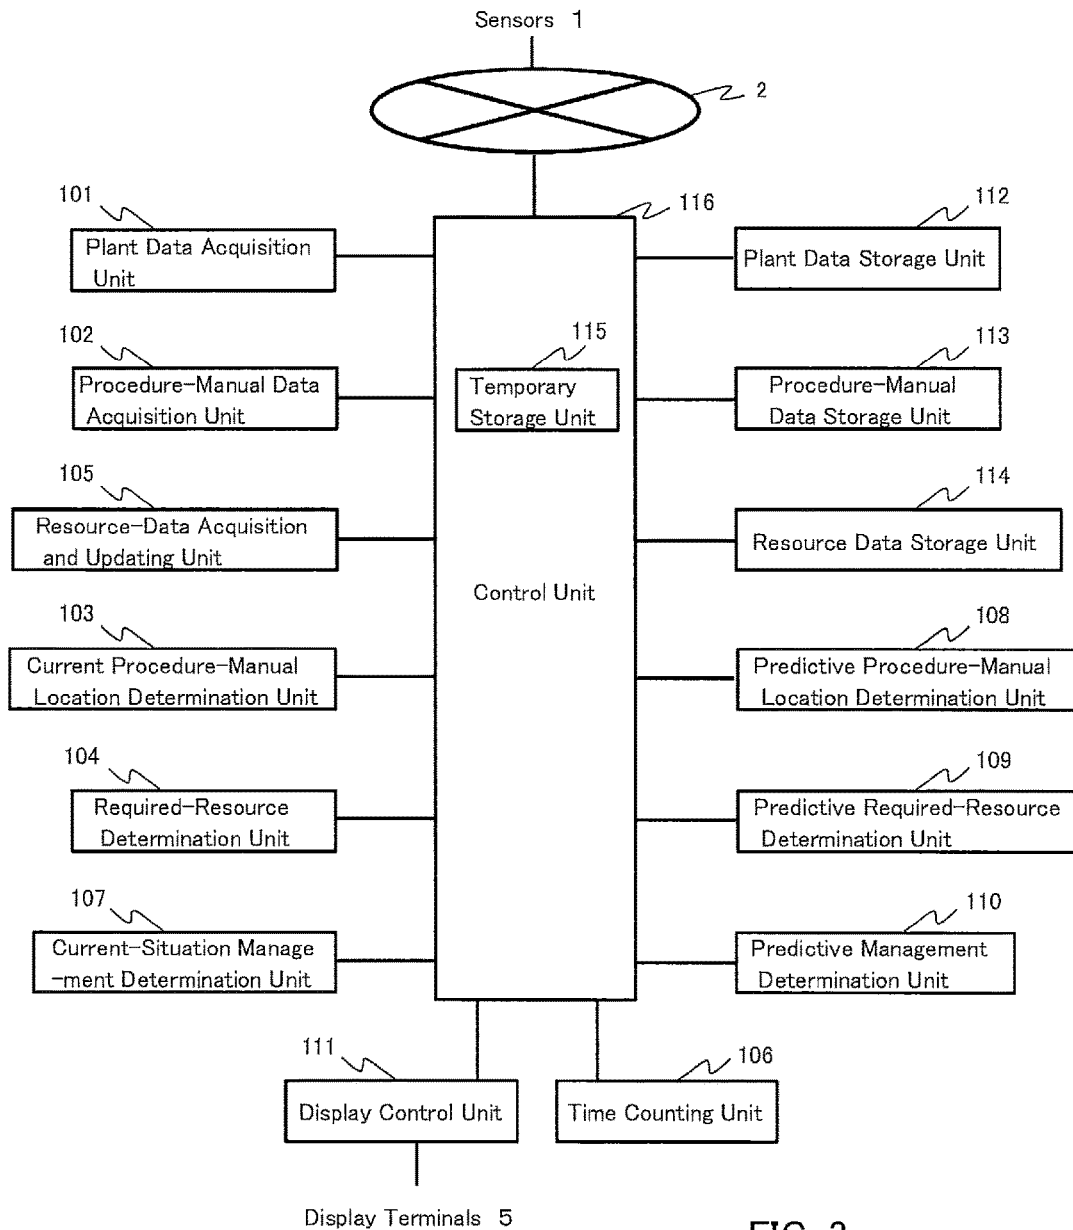 Sensors 1
2
101
116
112
Plant Data Acquisition
Unit
Plant Data Storage Unit
102
115
113
Procedure-Manual Data
Acquisition Unit
Temporary
Storage Unit
Procedure-Manual
Data Storage Unit
105
114
Resource-Data Acquisition
and Updating Unit
Resource Data Storage Unit
Control Unit
103
108
Current Procedure-Manual
Location Determination Unit
Predictive Procedure-Manual
Location Determination Unit
104
109
Required-Resource
Determination Unit
Predictive Required-Resource
Determination Unit
107
110
Current-Situation Manage
-ment Determination Unit
Predictive Management
Determination Unit
111
106
Display Control Unit
Time Counting Unit
Display Terminals 5